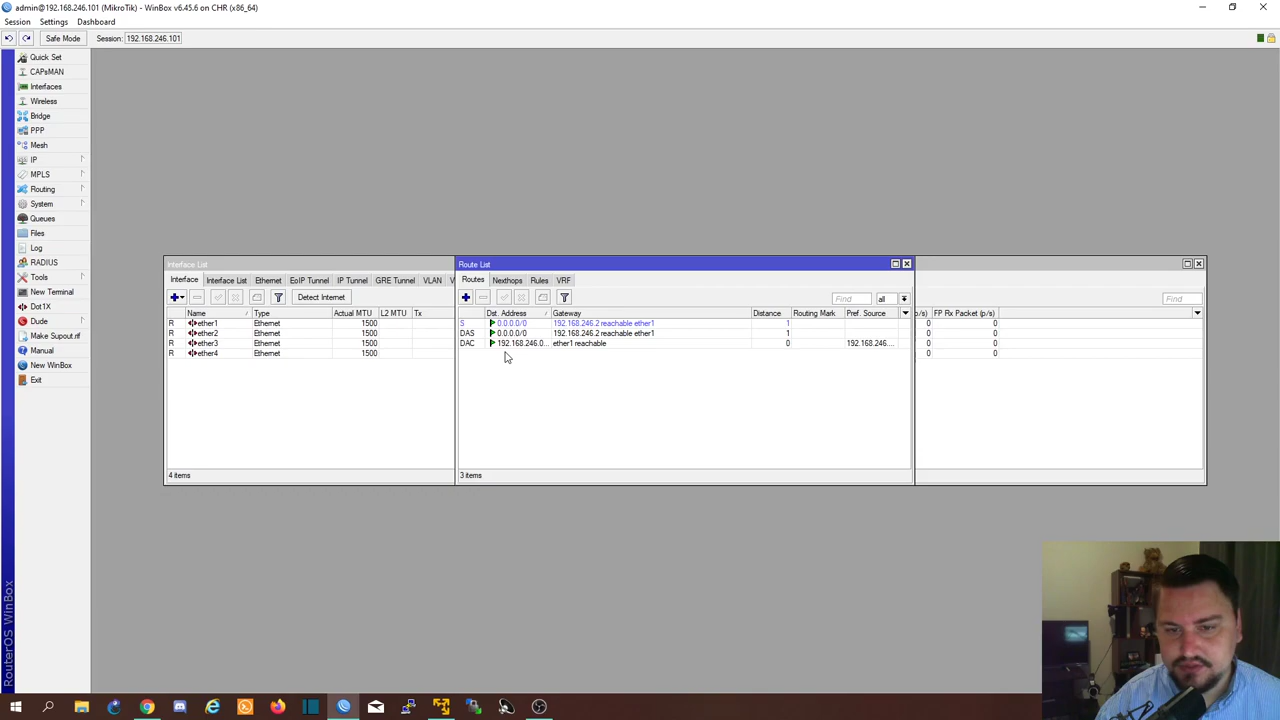 admin@192.168.246.101 (MikroTik) - WinBox v6.45.6 on CHR (x86_64)
Session Settings Dashboard
Safe Mode Session: 192.168.246.101
Quick Set
CAPsMAN
Interfaces
Wireless
Bridge
PPP
Mesh
IP
MPLS
Routing
System
Queues
Files
Log
RADIUS
Tools
New Terminal
Dot1X
Dude
Make Supout.rif
Manual
New WinBox
Exit
RouterOS WinBox
Interface List
Interface Interface List Ethernet EoIP Tunnel IP Tunnel GRE Tunnel VLAN V
Detect Internet
Name Type Actual MTU L2 MTU Tx
R ether1 Ethernet 1500
R ether2 Ethernet 1500
R ether3 Ethernet 1500
R ether4 Ethernet 1500
4 items
Route List
Routes Nexthops Rules VRF
Find all
Dst. Address / Gateway Distance Routing Mark Pref. Source
S 0.0.0.0/0 192.168.246.2 reachable ether1 1
DAS 0.0.0.0/0 192.168.246.2 reachable ether1 1
DAC 192.168.246.0... ether1 reachable 0 192.168.246....
3 items
Find
/s) FP Rx Packet (p/s)
0 0
0 0
0 0
0 0